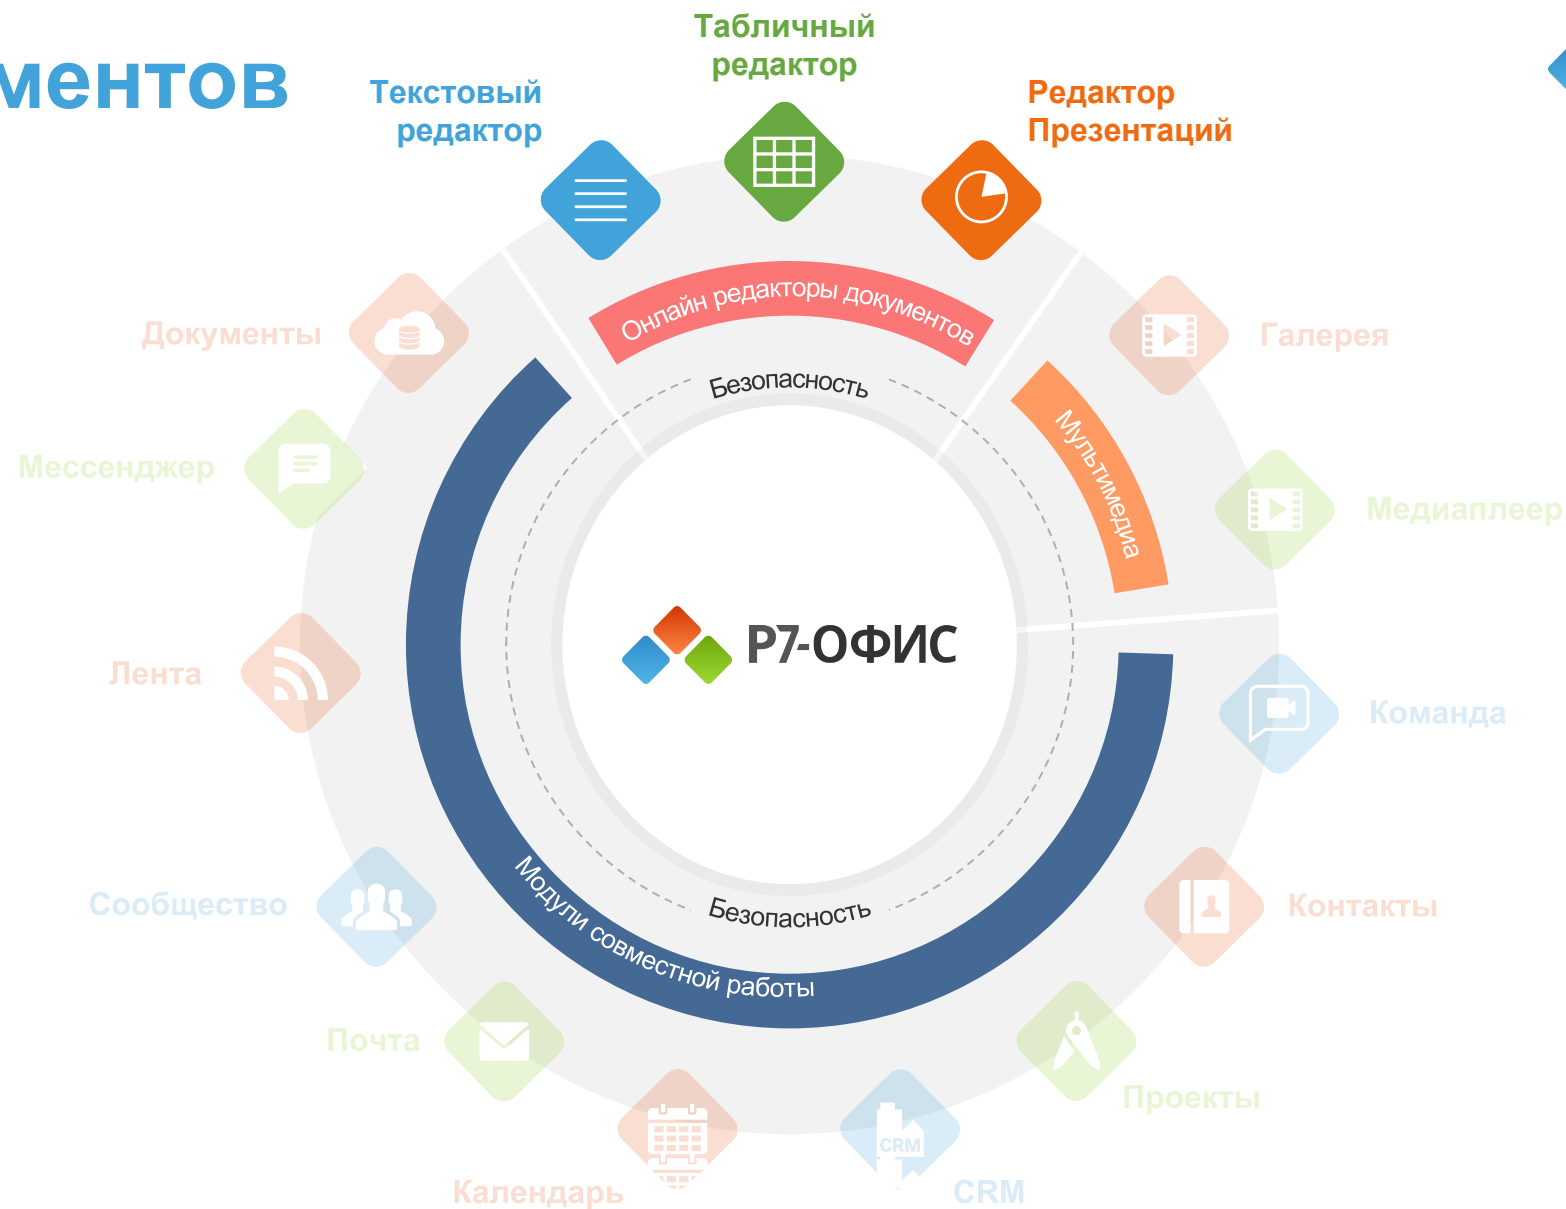 Табличный
редактор
ментов
Текстовый
редактор
Редактор
Презентаций
Онлайн редакторы документов
Документы
Галерея
Безопасность
Мультимедиа
Мессенджер
Медиаплеер
Р7-ОФИС
Лента
Команда
Модули совместной работы
Безопасность
Сообщество
Контакты
Почта
Проекты
CRM
Календарь
CRM